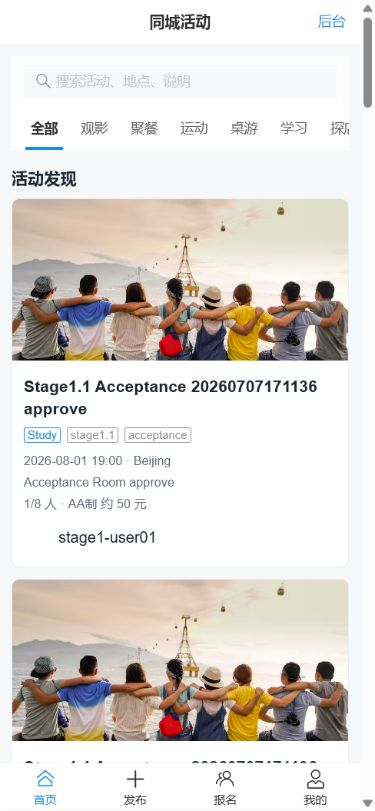 同城活动
后台
搜索活动、地点、说明
全部 观影 聚餐 运动 桌游 学习 探店
活动发现
Stage1.1 Acceptance 20260707171136
approve
Study stage1.1 acceptance
2026-08-01 19:00 · Beijing
Acceptance Room approve
1/8 人 · AA制 约 50 元
stage1-user01
首页 发布 报名 我的